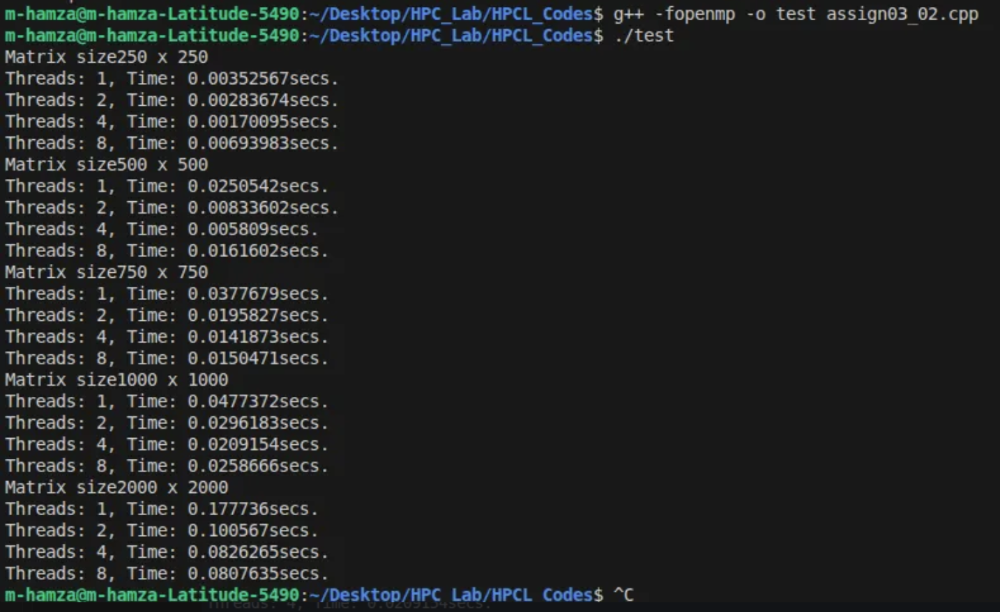 m-hamza@m-hamza-Latitude-5490:~/Desktop/HPC_Lab/HPCL_Codes$ g++ -fopenmp -o test assign03_02.cpp
m-hamza@m-hamza-Latitude-5490:~/Desktop/HPC_Lab/HPCL_Codes$ ./test
Matrix size250 x 250
Threads: 1, Time: 0.00352567secs.
Threads: 2, Time: 0.00283674secs.
Threads: 4, Time: 0.00170095secs.
Threads: 8, Time: 0.00693983secs.
Matrix size500 x 500
Threads: 1, Time: 0.0250542secs.
Threads: 2, Time: 0.00833602secs.
Threads: 4, Time: 0.005809secs.
Threads: 8, Time: 0.0161602secs.
Matrix size750 x 750
Threads: 1, Time: 0.0377679secs.
Threads: 2, Time: 0.0195827secs.
Threads: 4, Time: 0.0141873secs.
Threads: 8, Time: 0.0150471secs.
Matrix size1000 x 1000
Threads: 1, Time: 0.0477372secs.
Threads: 2, Time: 0.0296183secs.
Threads: 4, Time: 0.0209154secs.
Threads: 8, Time: 0.0258666secs.
Matrix size2000 x 2000
Threads: 1, Time: 0.177736secs.
Threads: 2, Time: 0.100567secs.
Threads: 4, Time: 0.0826265secs.
Threads: 8, Time: 0.0807635secs.
m-hamza@m-hamza-Latitude-5490:~/Desktop/HPC_Lab/HPCL_Codes$ ^C
Threads: 4, Time: 0.0209154secs.